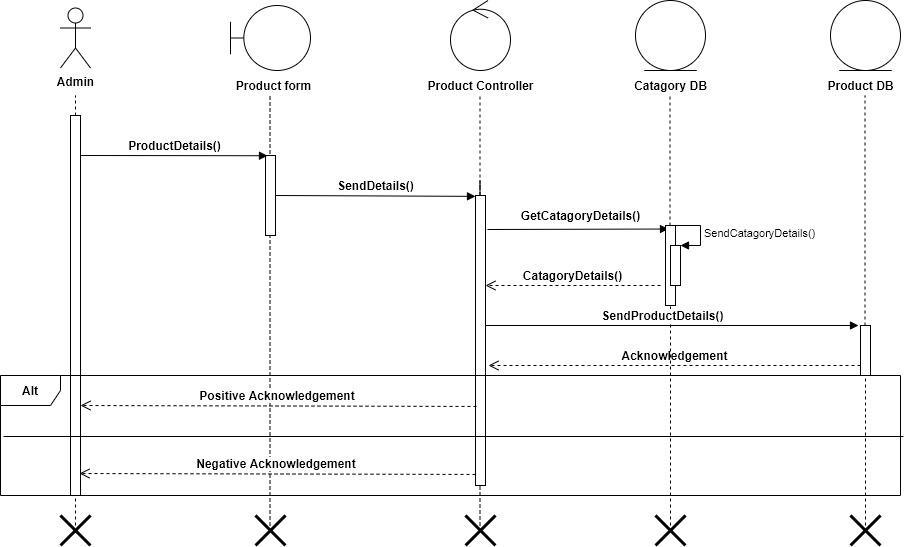 Admin
Product form
Product Controller
Catagory DB
Product DB
ProductDetails()
SendDetails()
GetCatagoryDetails()
SendCatagoryDetails()
CatagoryDetails()
SendProductDetails()
Acknowledgement
Alt
Positive Acknowledgement
Negative Acknowledgement